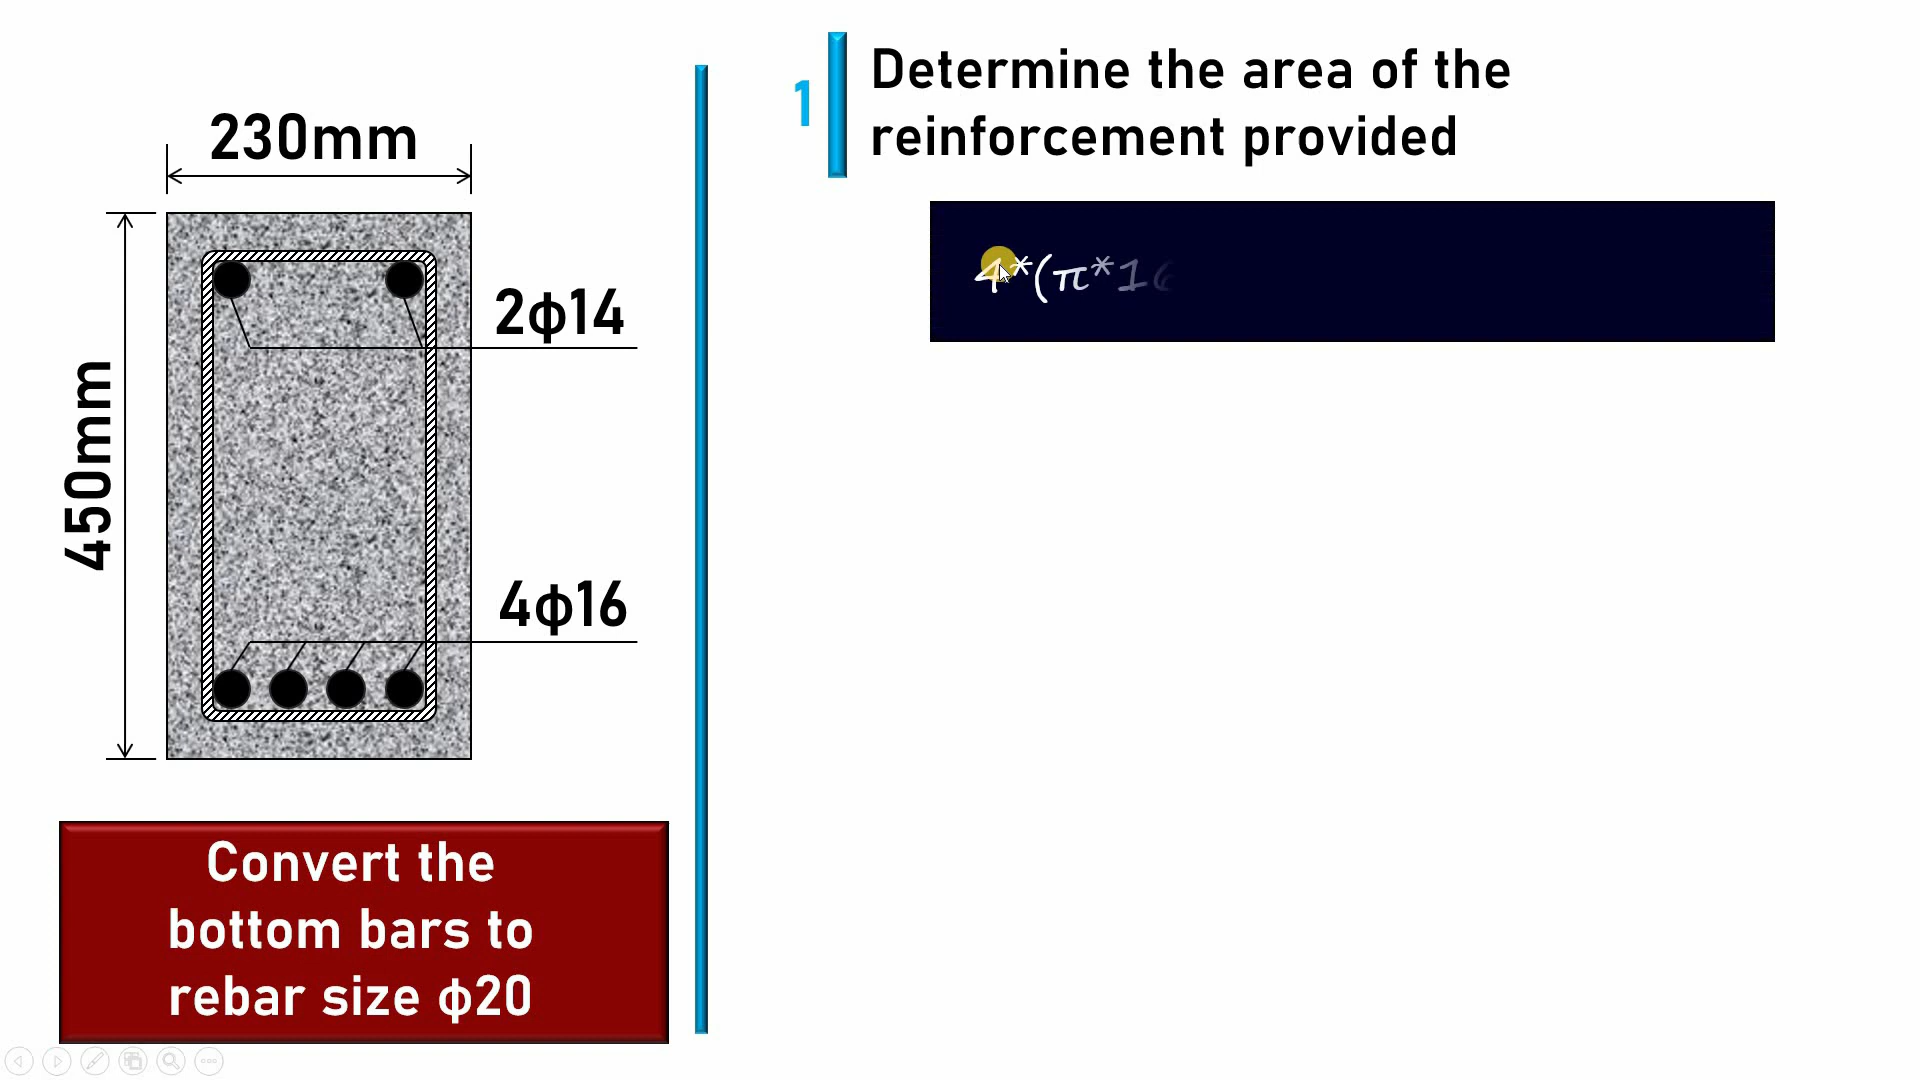 230mm
450mm
2ϕ14
4ϕ16
Convert the
bottom bars to
rebar size ϕ20
1
Determine the area of the
reinforcement provided
4*(π*16